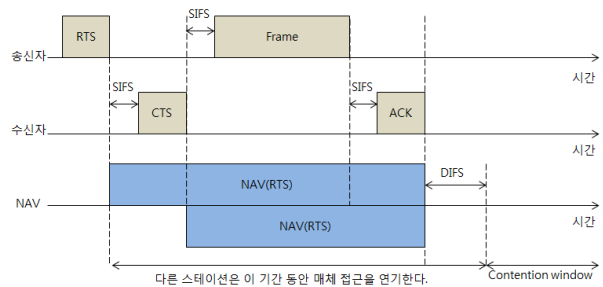 SIFS
RTS
Frame
송신자
시간
SIFS
SIFS
CTS
ACK
수신자
시간
NAV(RTS)
DIFS
NAV
시간
NAV(RTS)
다른 스테이션은 이 기간 동안 매체 접근을 연기한다.
Contention window